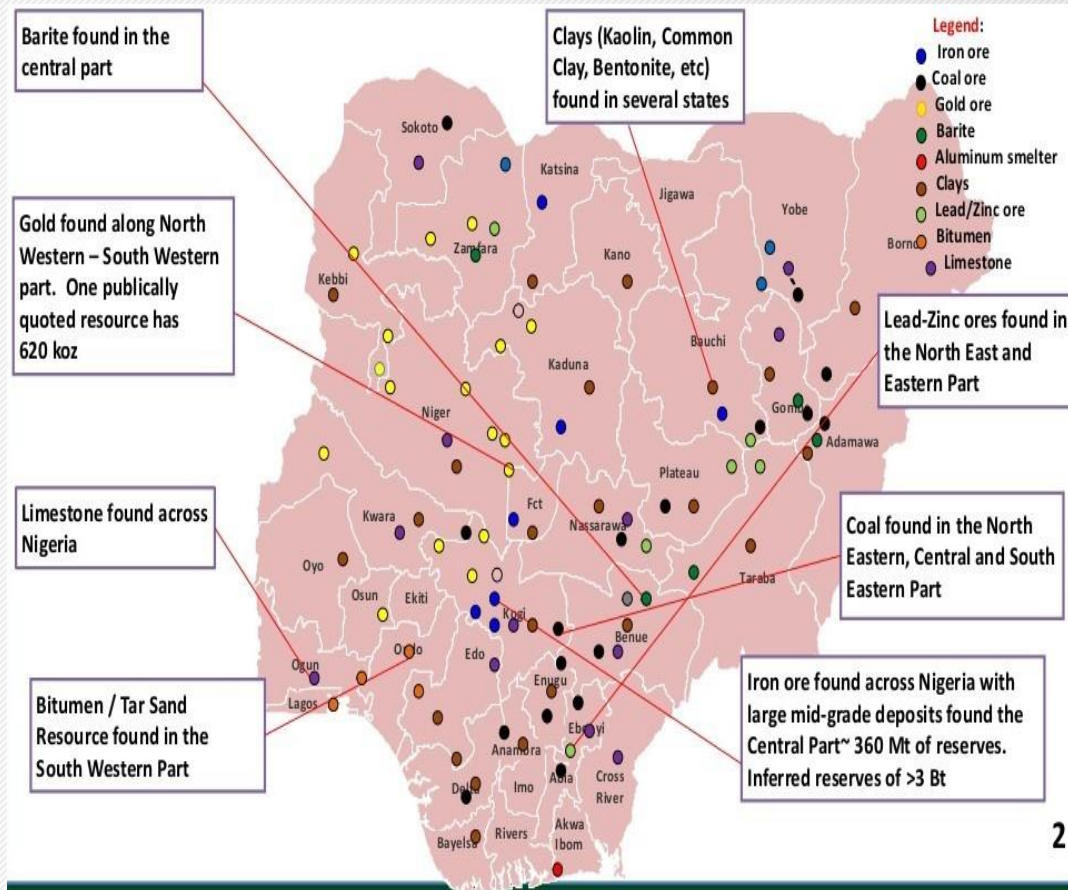 Barite found in the
central part
Clays (Kaolin, Common
Clay, Bentonite, etc)
found in several states
Legend:
Iron ore
Coal ore
Gold ore
Barite
Aluminum smelter
Clays
Lead/Zinc ore
Bitumen
Limestone
Gold found along North
Western – South Western
part. One publically
quoted resource has
620 koz
Lead-Zinc ores found in
the North East and
Eastern Part
Limestone found across
Nigeria
Coal found in the North
Eastern, Central and South
Eastern Part
Bitumen / Tar Sand
Resource found in the
South Western Part
Iron ore found across Nigeria with
large mid-grade deposits found the
Central Part~ 360 Mt of reserves.
Inferred reserves of >3 Bt
Sokoto
Katsina
Jigawa
Yobe
Borno
Zamfara
Kano
Kebbi
Bauchi
Kaduna
Gombe
Niger
Adamawa
Plateau
Fct
Nassarawa
Kwara
Taraba
Oyo
Osun
Ekiti
Kogi
Benue
Ondo
Edo
Ogun
Enugu
Lagos
Ebonyi
Anambra
Cross
River
Abia
Imo
Delta
Akwa
Ibom
Rivers
Bayelsa
2